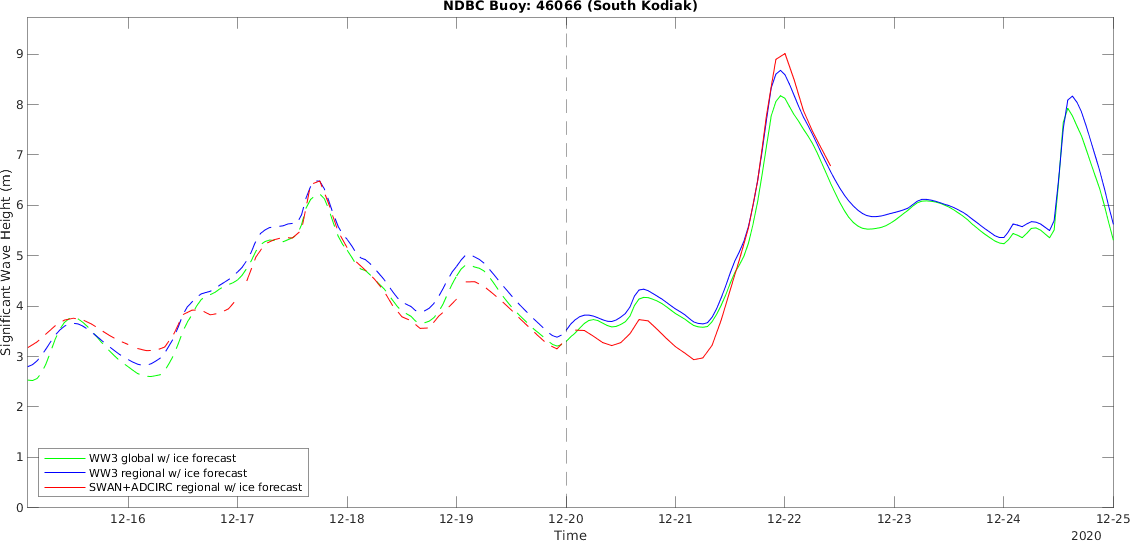 NDBC Buoy: 46066 (South Kodiak)
Significant Wave Height (m)
9
8
7
6
5
4
3
2
1
0
WW3 global w/ ice forecast
WW3 regional w/ ice forecast
SWAN+ADCIRC regional w/ ice forecast
12-16 12-17 12-18 12-19 12-20 12-21 12-22 12-23 12-24 12-25
Time
2020